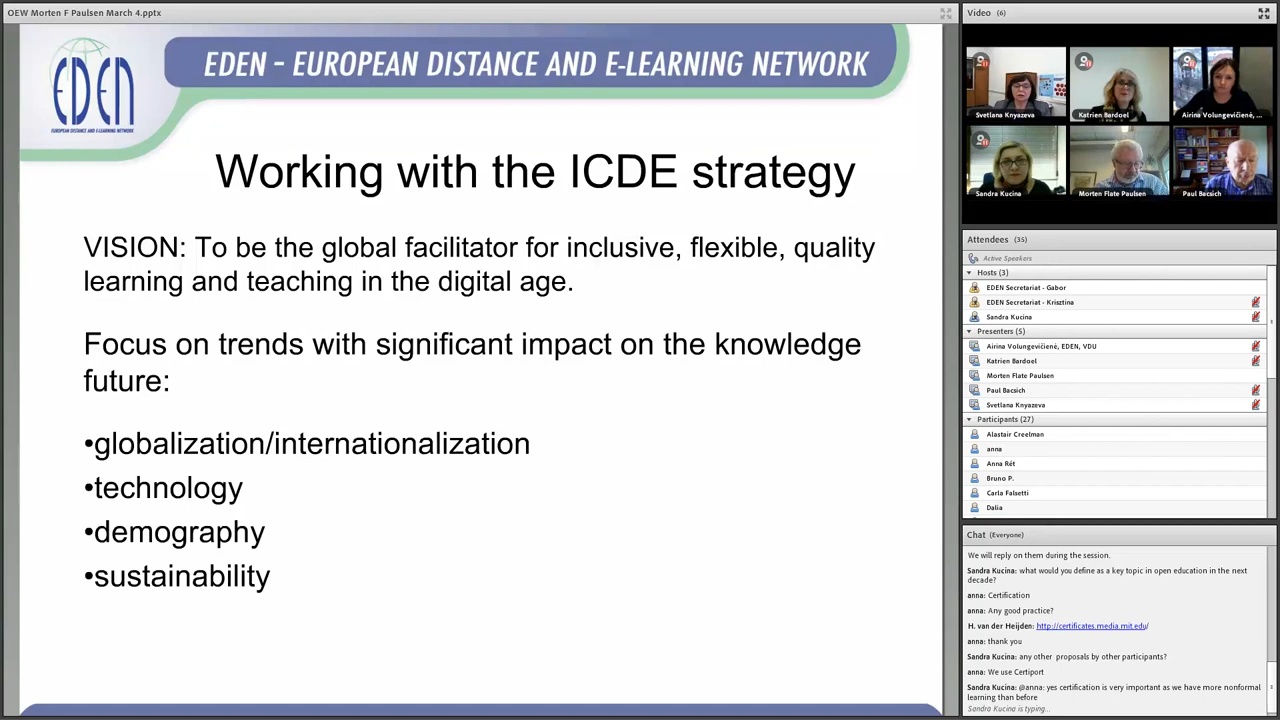 OEW Morten F Paulsen March 4.pptx
EDEN
EUROPEAN DISTANCE AND E-LEARNING NETWORK
EDEN – EUROPEAN DISTANCE AND E-LEARNING NETWORK
Working with the ICDE strategy
VISION: To be the global facilitator for inclusive, flexible, quality
learning and teaching in the digital age.
Focus on trends with significant impact on the knowledge
future:
•globalization/internationalization
•technology
•demography
•sustainability
Video (6)
Svetlana Knyazeva
Katrien Bardoel
Airina Volungevičienė, ...
Sandra Kucina
Morten Flate Paulsen
Paul Bacsich
Attendees (35)
Active Speakers
Hosts (3)
EDEN Secretariat - Gabor
EDEN Secretariat - Krisztina
Sandra Kucina
Presenters (5)
Airina Volungevičienė, EDEN, VDU
Katrien Bardoel
Morten Flate Paulsen
Paul Bacsich
Svetlana Knyazeva
Participants (27)
Alastair Creelman
anna
Anna Rét
Bruno P.
Carla Falsetti
Dalia
Chat (Everyone)
We will reply on them during the session.
Sandra Kucina: what would you define as a key topic in open education in the next
decade?
anna: Certification
anna: Any good practice?
H. van der Heijden: http://certificates.media.mit.edu/
anna: thank you
Sandra Kucina: any other proposals by other participants?
anna: We use Certiport
Sandra Kucina: @anna: yes certification is very important as we have more nonformal
learning than before
Sandra Kucina is typing...